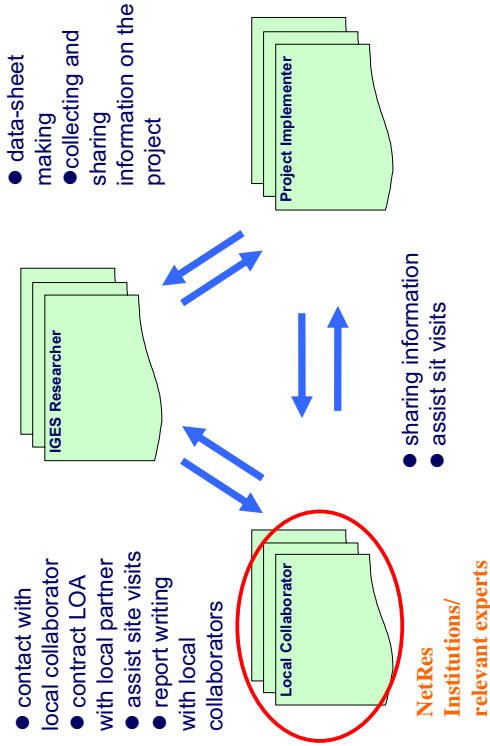 ● contact with
local collaborator
● contract LOA
with local partner
● assist site visits
● report writing
with local
collaborators
IGES Researcher
● data-sheet
making
● collecting and
sharing
information on the
project
Local Collaborator
Project Implementer
NetRes
Institutions/
relevant experts
● sharing information
● assist sit visits